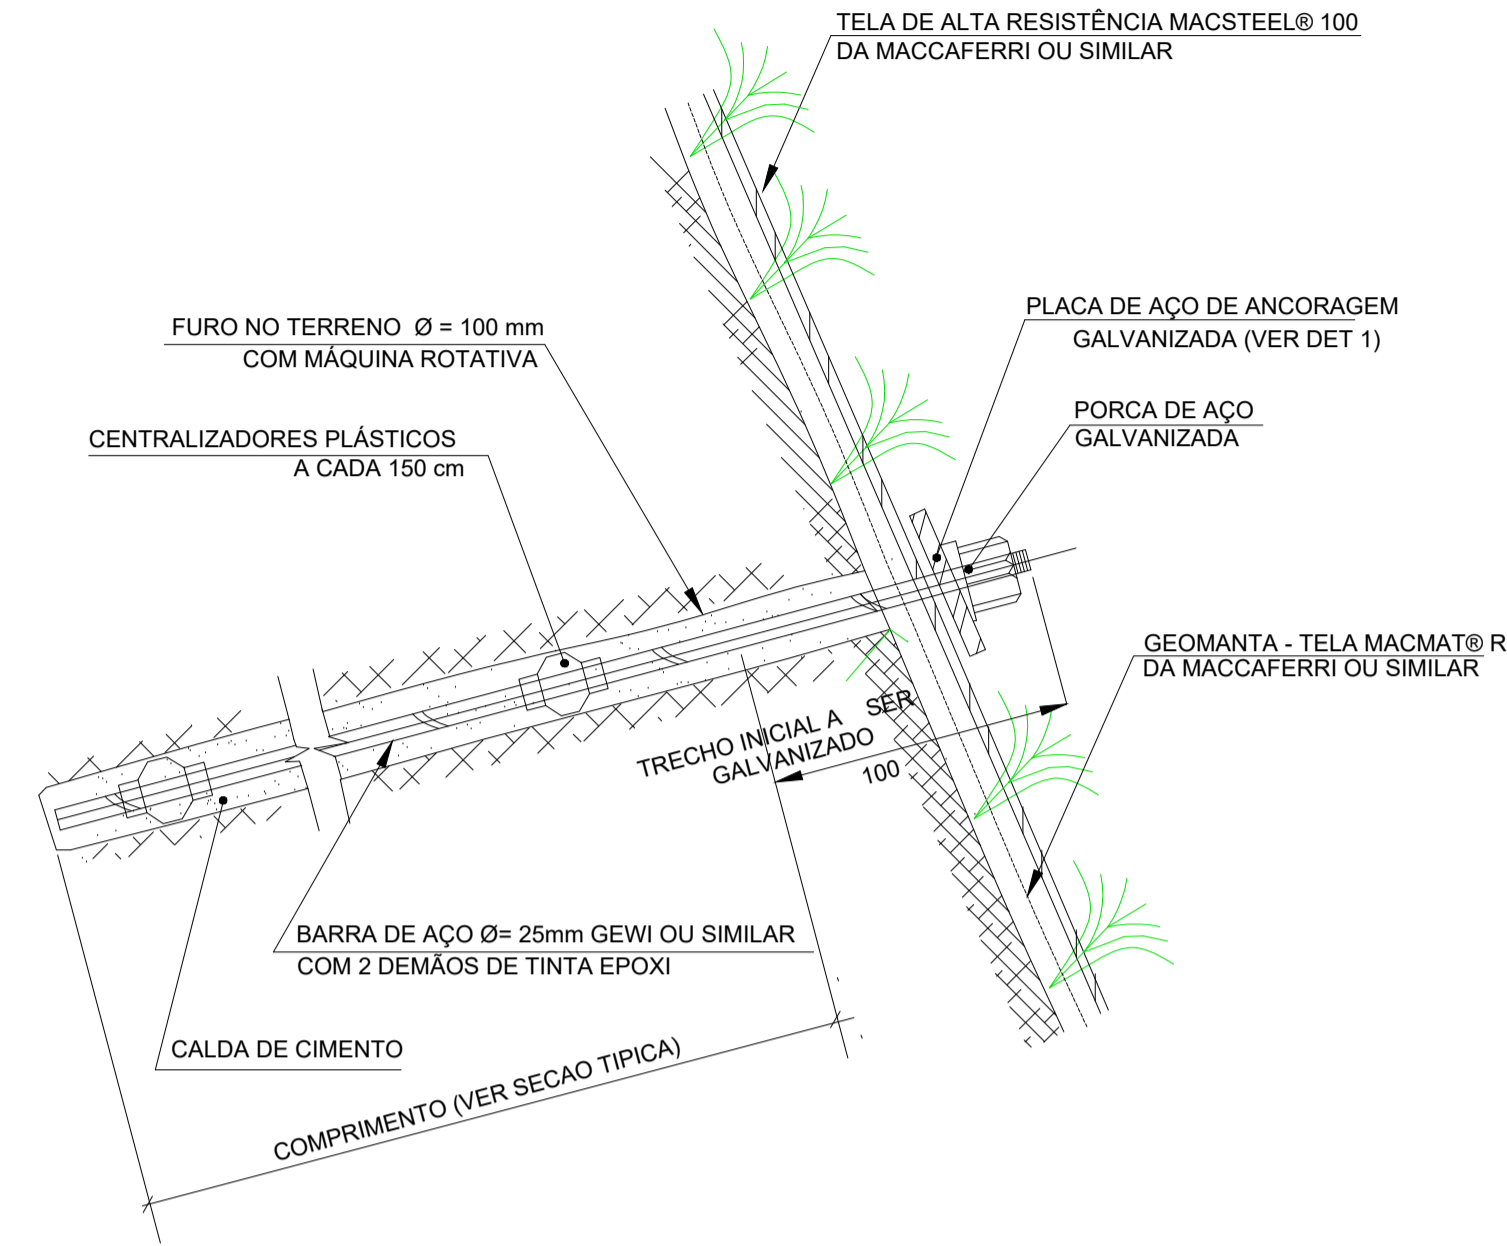 TELA DE ALTA RESISTÊNCIA MACSTEEL® 100
DA MACCAFERRI OU SIMILAR
FURO NO TERRENO Ø = 100 mm
COM MÁQUINA ROTATIVA
PLACA DE AÇO DE ANCORAGEM
GALVANIZADA (VER DET 1)
CENTRALIZADORES PLÁSTICOS
A CADA 150 cm
PORCA DE AÇO
GALVANIZADA
GEOMANTA - TELA MACMAT® R
DA MACCAFERRI OU SIMILAR
TRECHO INICIAL A SER
GALVANIZADO
100
BARRA DE AÇO Ø= 25mm GEWI OU SIMILAR
COM 2 DEMÃOS DE TINTA EPOXI
CALDA DE CIMENTO
COMPRIMENTO (VER SECAO TIPICA)